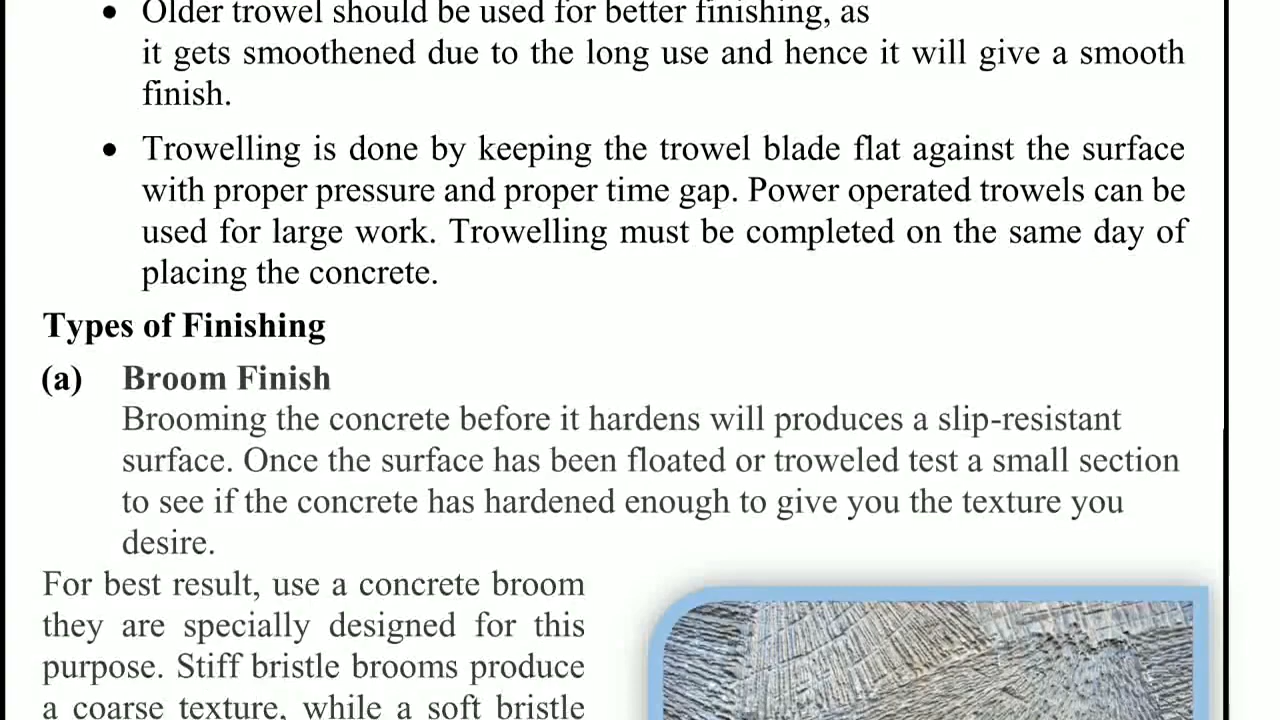 • Older trowel should be used for better finishing, as
it gets smoothened due to the long use and hence it will give a smooth
finish.
• Trowelling is done by keeping the trowel blade flat against the surface
with proper pressure and proper time gap. Power operated trowels can be
used for large work. Trowelling must be completed on the same day of
placing the concrete.
Types of Finishing
(a) Broom Finish
Brooming the concrete before it hardens will produces a slip-resistant
surface. Once the surface has been floated or troweled test a small section
to see if the concrete has hardened enough to give you the texture you
desire.
For best result, use a concrete broom
they are specially designed for this
purpose. Stiff bristle brooms produce
a coarse texture, while a soft bristle